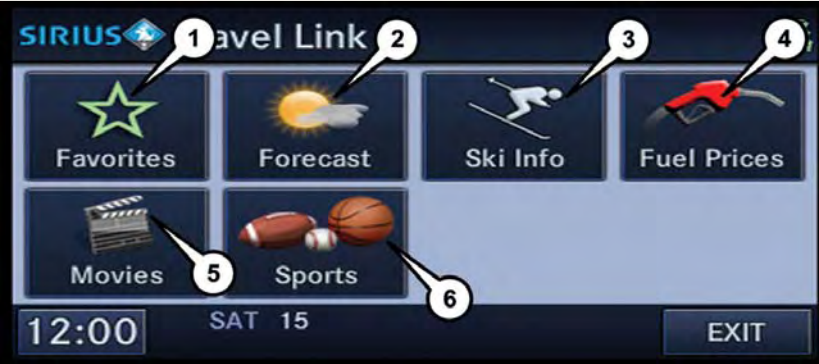 SIRIUS avel Link
1 2 3 4
Favorites Forecast Ski Info Fuel Prices
Movies Sports
5 6
12:00 SAT 15 EXIT